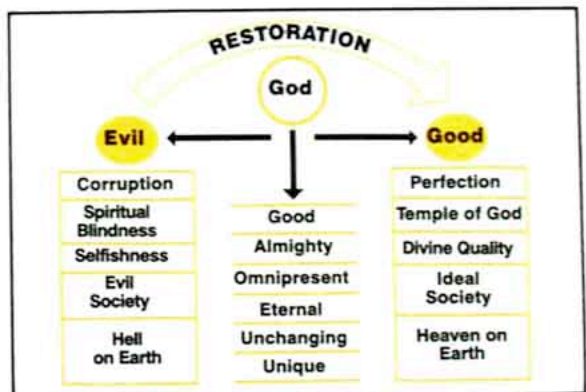 RESTORATION
God
Evil
Good
Corruption
Spiritual
Blindness
Selfishness
Evil
Society
Hell
on Earth
Good
Almighty
Omnipresent
Eternal
Unchanging
Unique
Perfection
Temple of God
Divine Quality
Ideal
Society
Heaven on
Earth